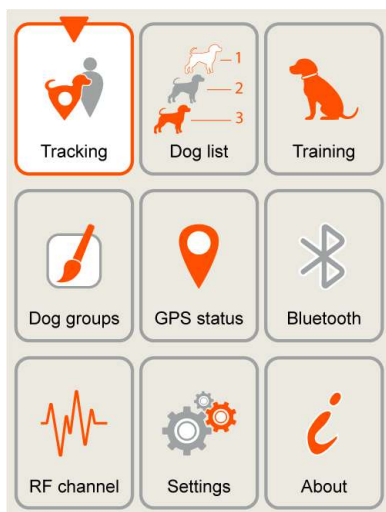 1
2
3
Tracking
Dog list
Training
Dog groups
GPS status
Bluetooth
RF channel
Settings
About